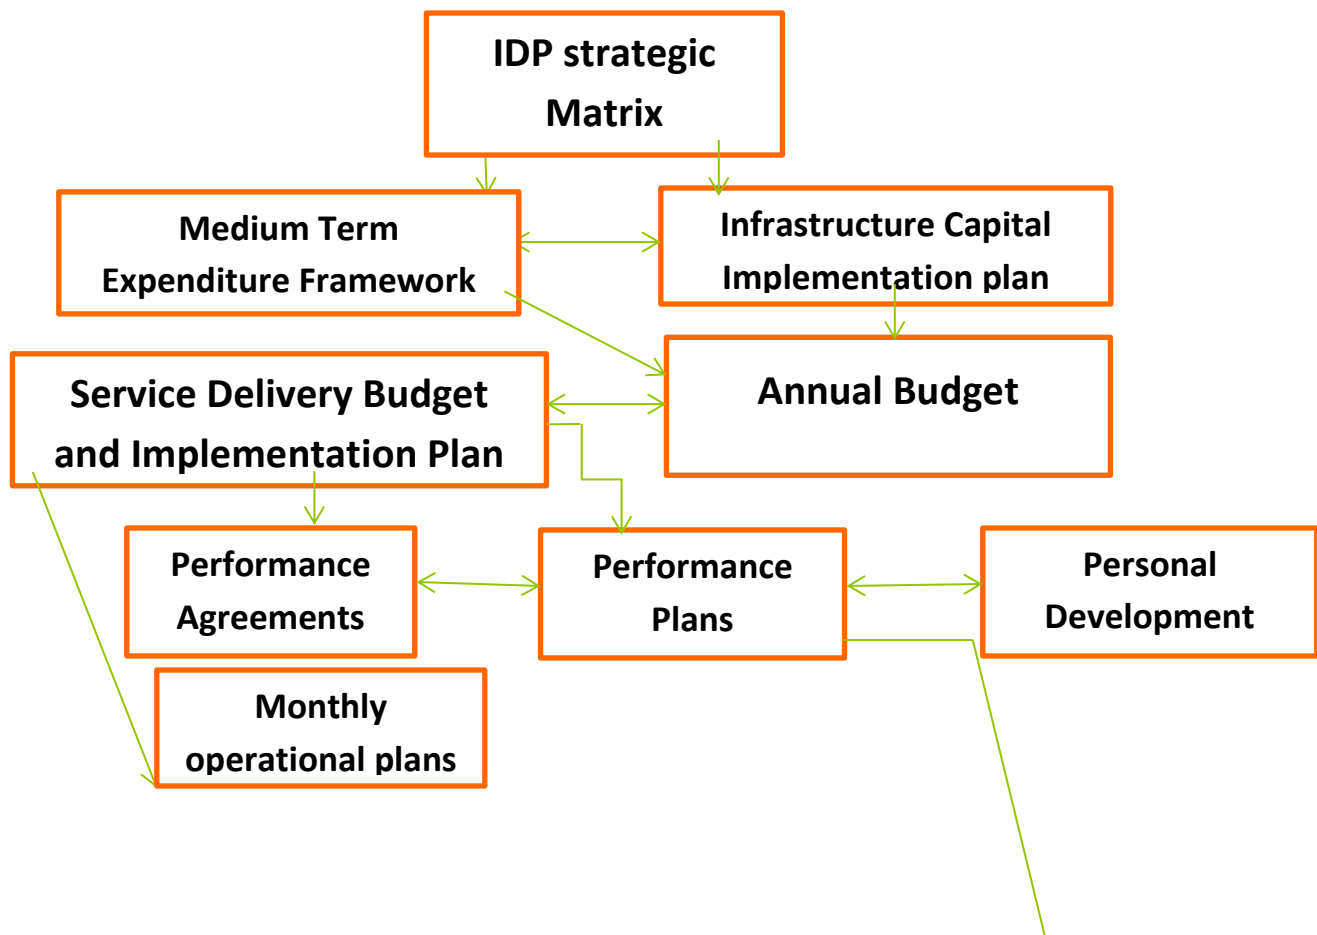 IDP strategic
Matrix
Medium Term
Expenditure Framework
Infrastructure Capital
Implementation plan
Service Delivery Budget
and Implementation Plan
Annual Budget
Performance
Agreements
Performance
Plans
Personal
Development
Monthly
operational plans